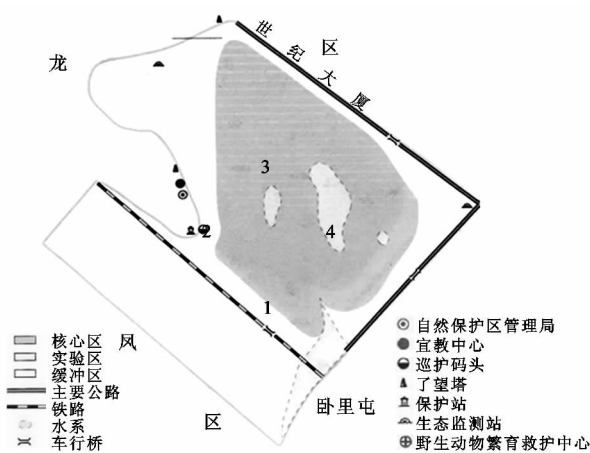 世纪大厦
区
龙
3
4
2
1
风
区
卧里屯
核心区
实验区
缓冲区
主要公路
铁路
水系
车行桥
自然保护区管理局
宣教中心
巡护码头
了望塔
保护站
生态监测站
野生动物繁育救护中心